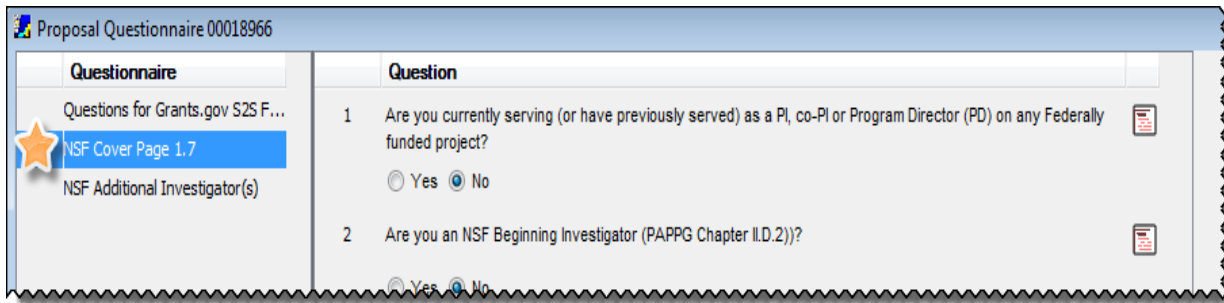 Proposal Questionnaire 00018966
Questionnaire
Questions for Grants.gov S2S F...
NSF Cover Page 1.7
NSF Additional Investigator(s)
Question
1 Are you currently serving (or have previously served) as a PI, co-PI or Program Director (PD) on any Federally
funded project?
Yes No
2 Are you an NSF Beginning Investigator (PAPPG Chapter II.D.2))?
Yes No